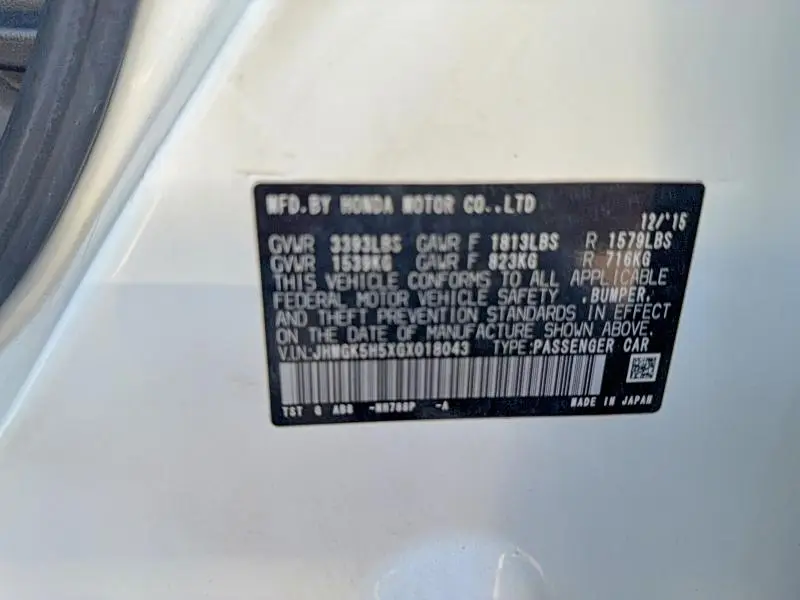 MFD.BY HONDA MOTOR CO.,LTD 12/'15
GVWR 3393LBS GAWR F 1813LBS R 1579LBS
GVWR 1539KG GAWR F 823KG R 716KG
THIS VEHICLE CONFORMS TO ALL APPLICABLE
FEDERAL MOTOR VEHICLE SAFETY ,BUMPER,
AND THEFT PREVENTION STANDARDS IN EFFECT
ON THE DATE OF MANUFACTURE SHOWN ABOVE.
V.I.N:JHMGK5H5XGX018043 TYPE:PASSENGER CAR
TST G -A MADE IN JAPAN